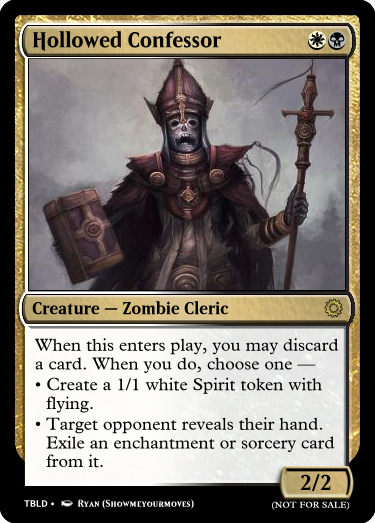 Hollowed Confessor
Creature — Zombie Cleric
When this enters play, you may discard
a card. When you do, choose one —
• Create a 1/1 white Spirit token with
flying.
• Target opponent reveals their hand.
Exile an enchantment or sorcery card
from it.
2/2
TBLD • Ryan (Showmeyourmoves)
(NOT FOR SALE)